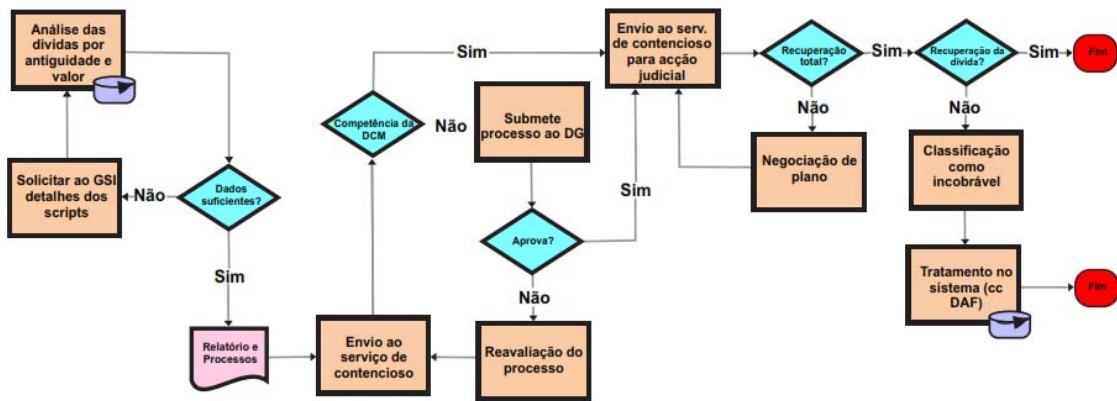 Análise das
dividas por
antiguidade e
valor
Solicitar ao GSI
detalhes dos
scripts
Não
Dados
suficientes?
Sim
Relatório e
Processos
Envio ao
serviço de
contencioso
Competência da
DCM
Sim
Não
Submete
processo ao DG
Aprova?
Sim
Não
Reavaliação do
processo
Envio ao serv.
de contencioso
para acção
judicial
Recuperação
total?
Sim
Não
Negociação de
plano
Recuperação da
divida?
Sim
Fim
Não
Classificação
como
incobrável
Tratamento no
sistema (cc
DAF)
Fim